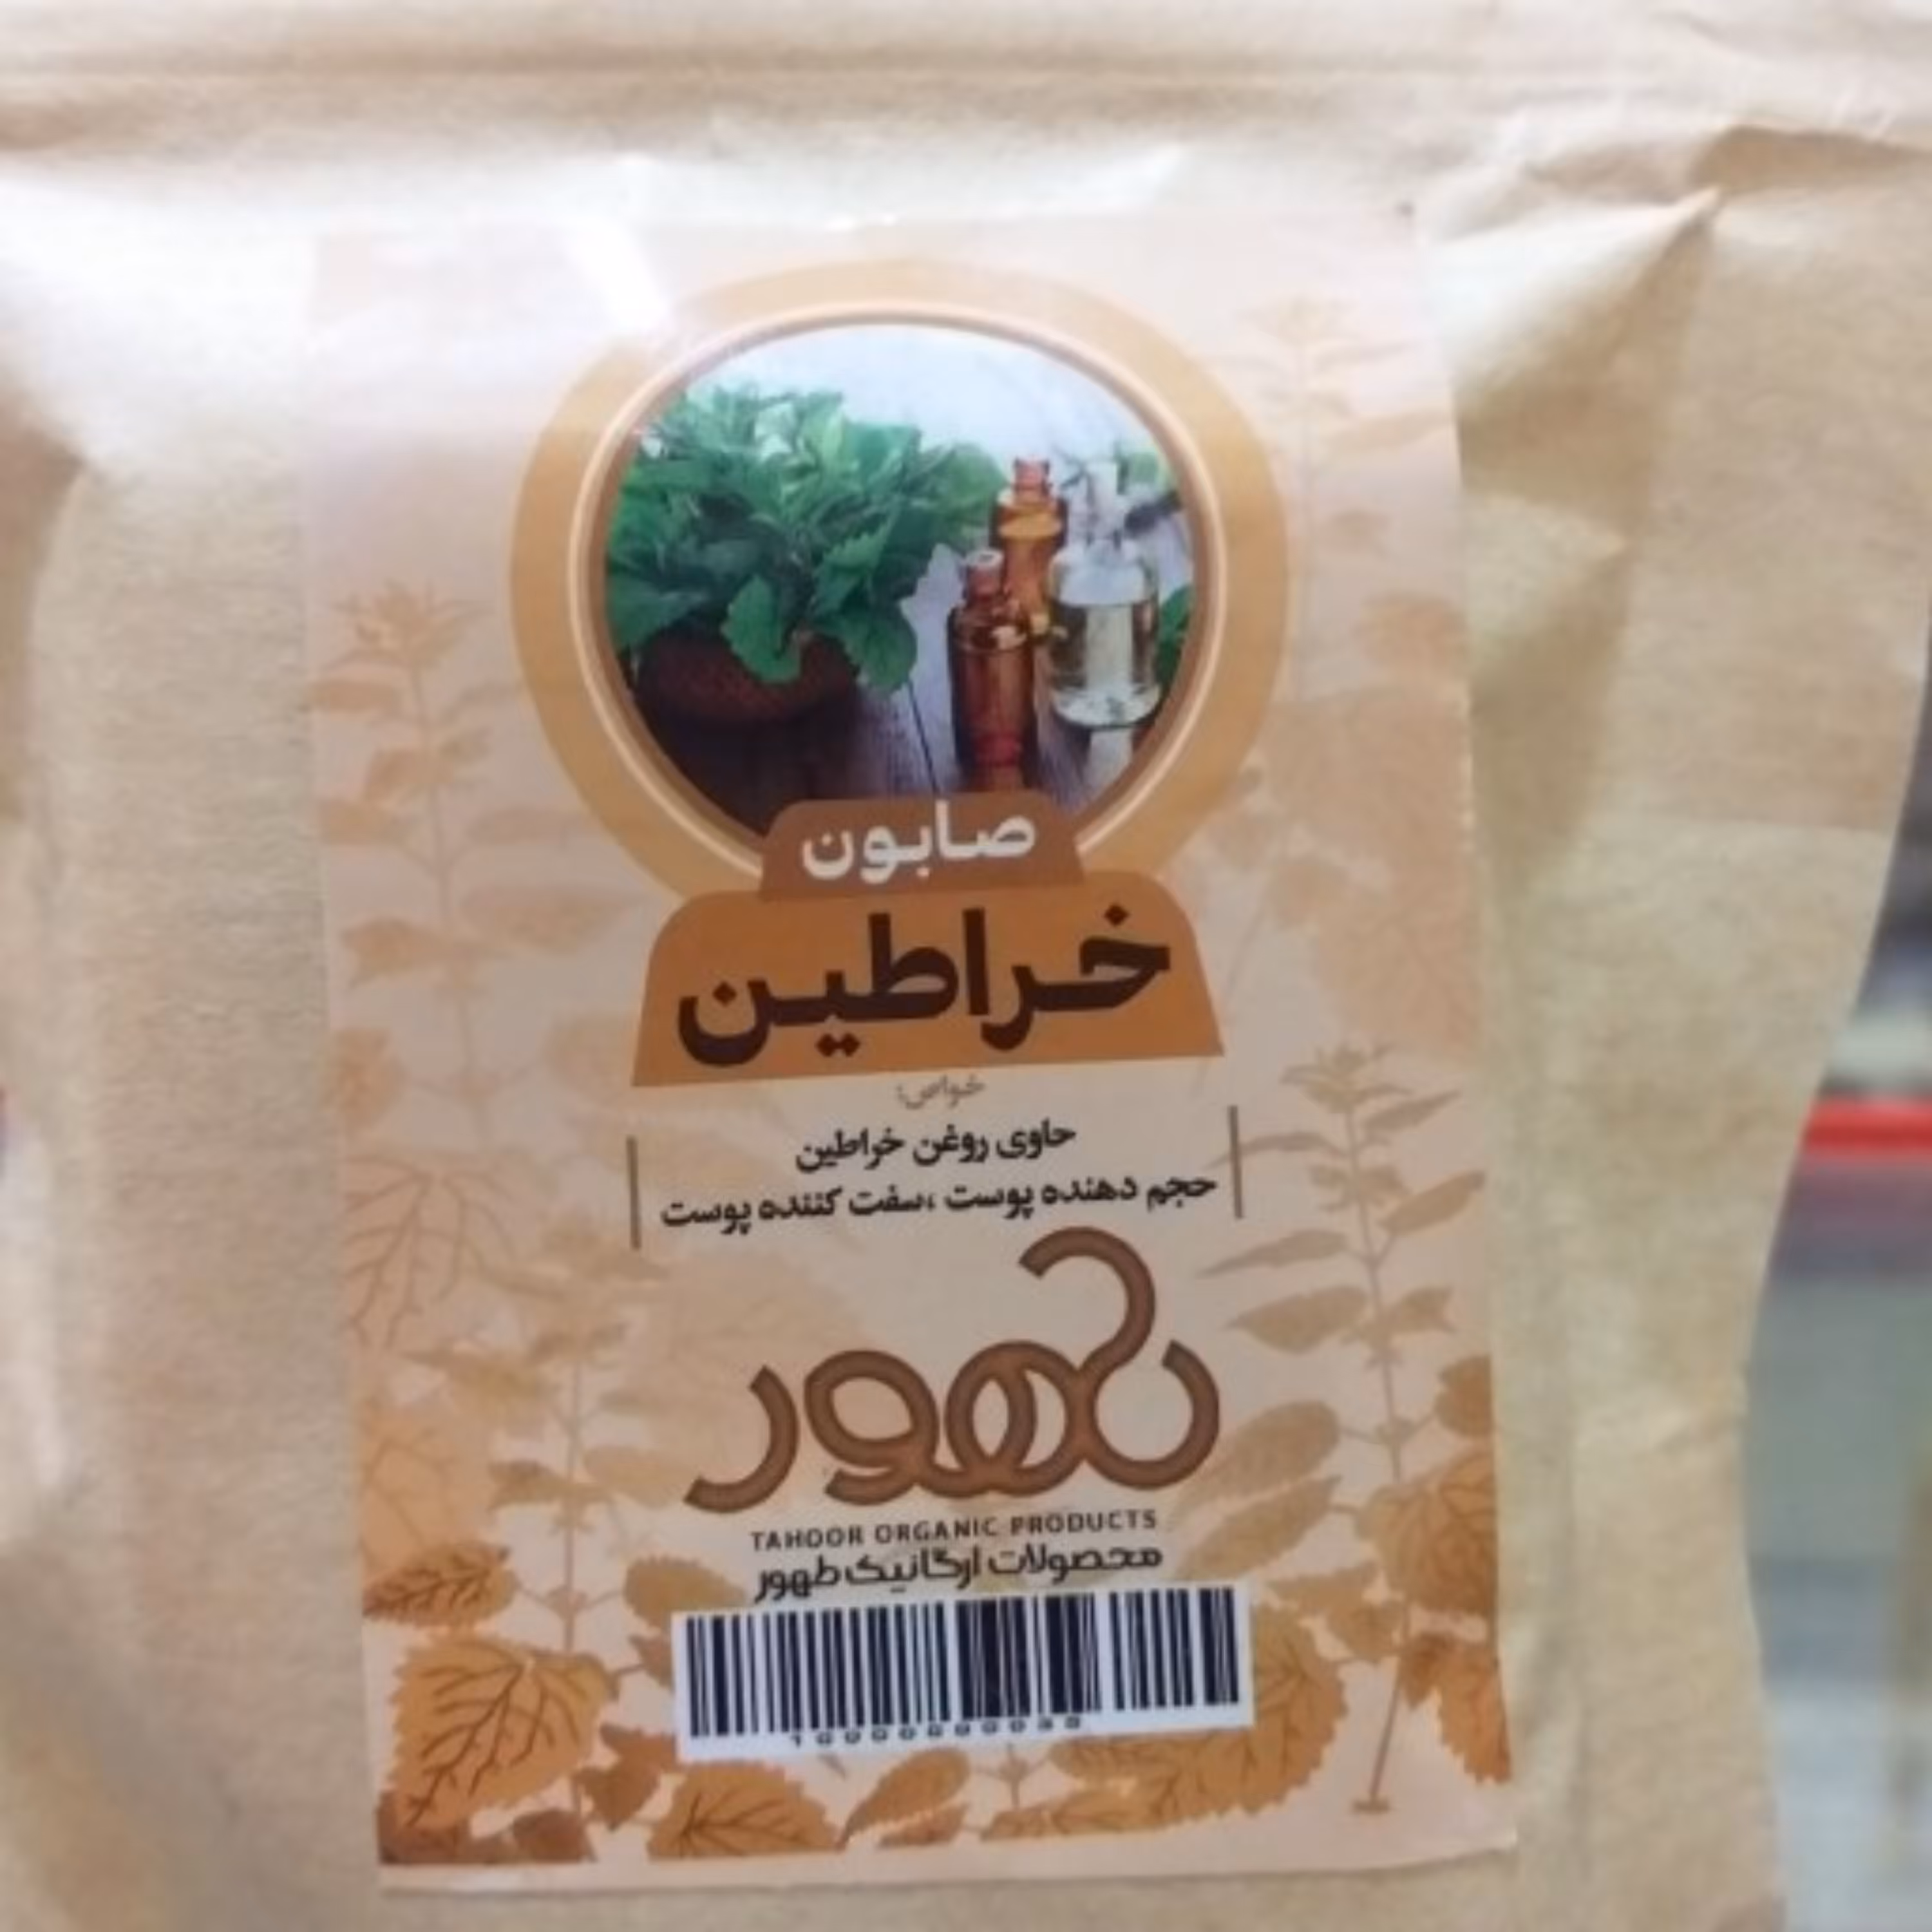 صابون
خراطین
خواص:
حاوی روغن خراطین
حجم دهنده پوست ،سفت کننده پوست
طهور
TAHOOR ORGANIC PRODUCTS
محصولات ارگانیک طهور